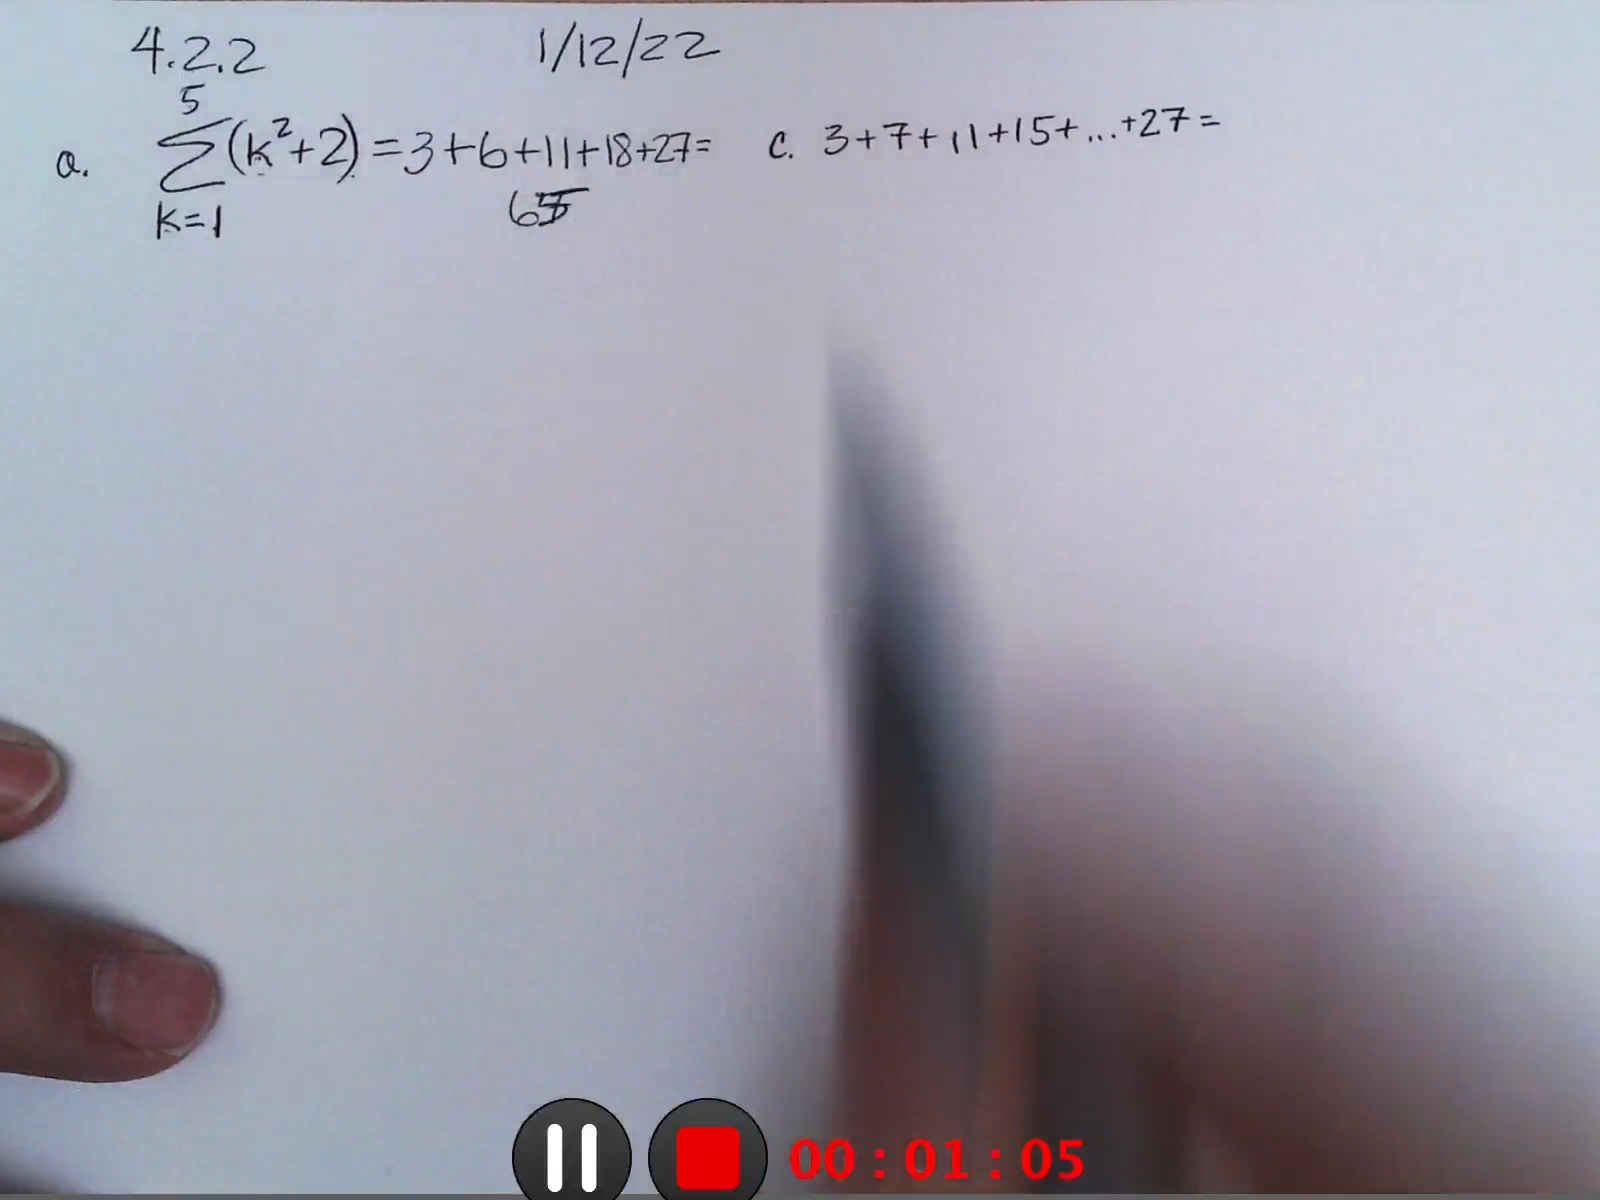 4.2.2 1/12/22
5
a. ∑(k²+2)=3+6+11+18+27= c. 3+7+11+15+...+27=
k=1 65
00:01:05